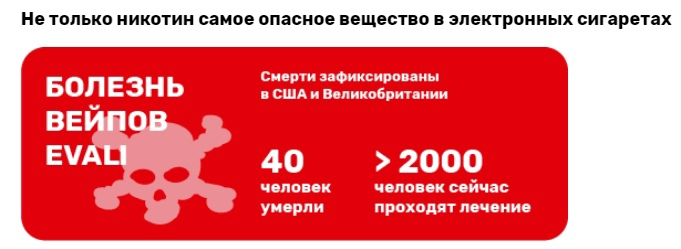 Не только никотин самое опасное вещество в электронных сигаретах
БОЛЕЗНЬ
ВЕЙПОВ
EVALI
Смерти зафиксированы
в США и Великобритании
40
человек
умерли
> 2000
человек сейчас
проходят лечение